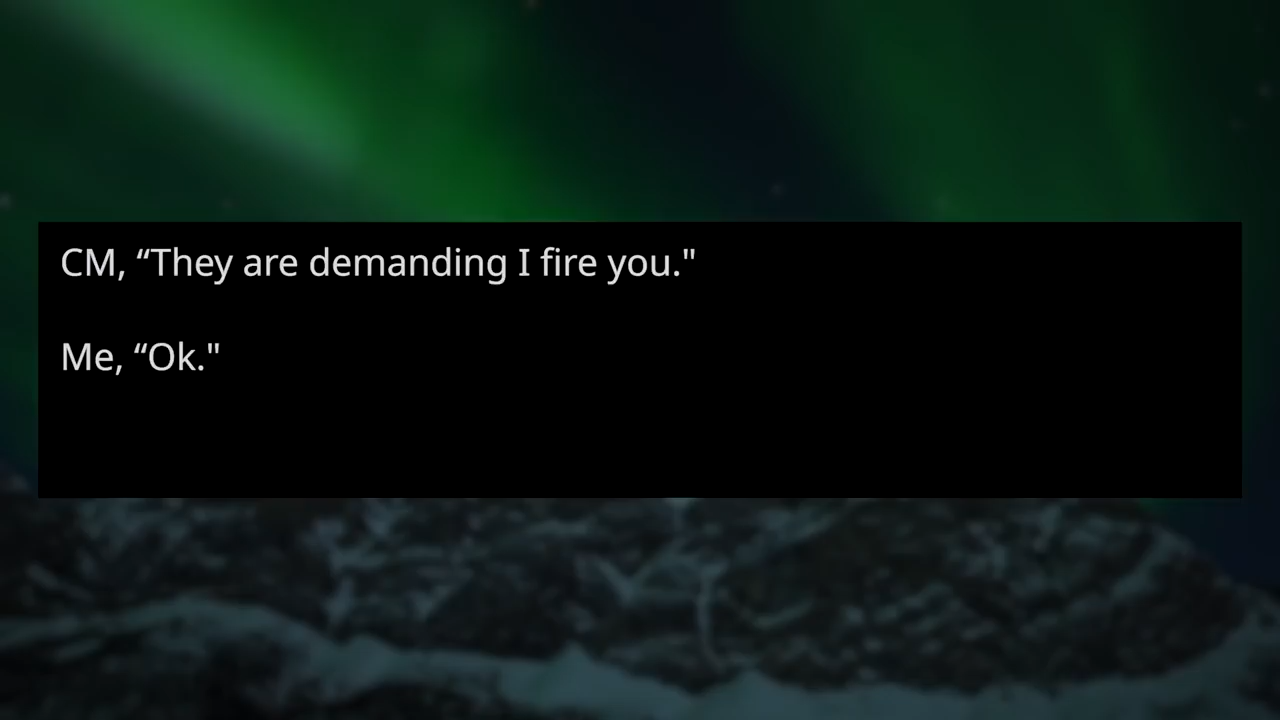 CM, “They are demanding I fire you."
Me, “Ok."